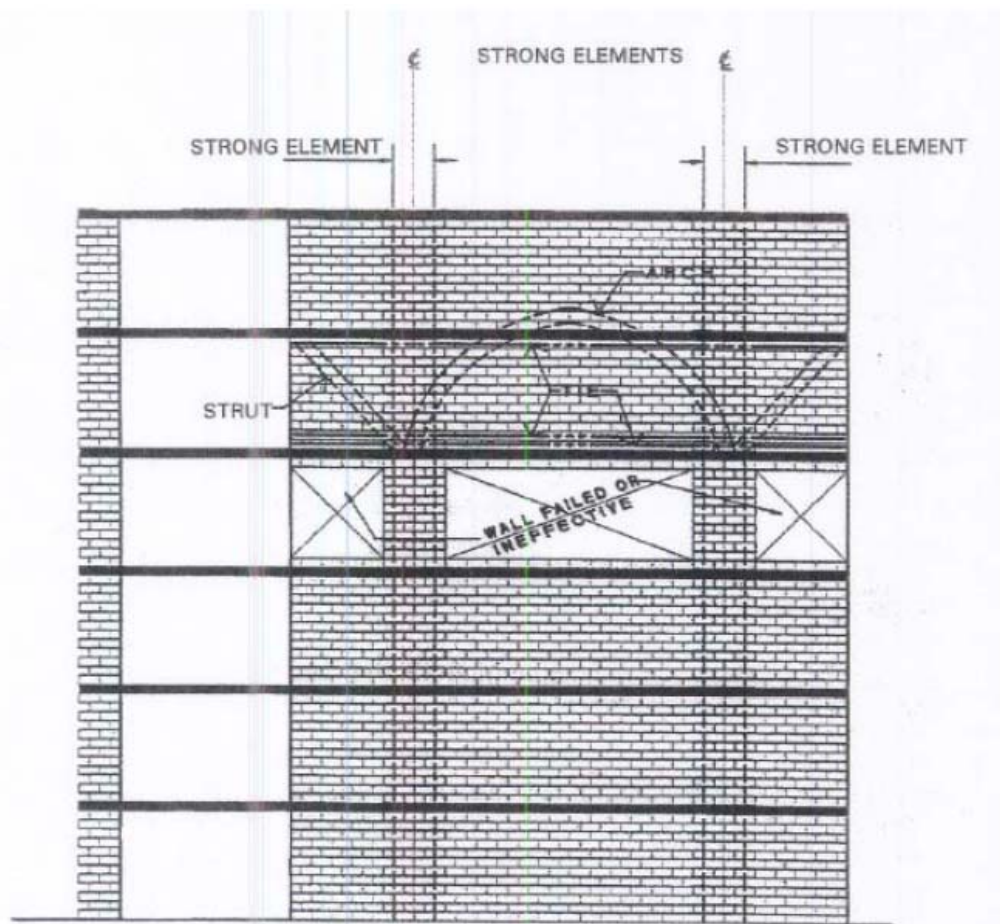 ℄ STRONG ELEMENTS ℄
STRONG ELEMENT
STRONG ELEMENT
ARCH
TIE
STRUT
WALL FAILED OR
INEFFECTIVE